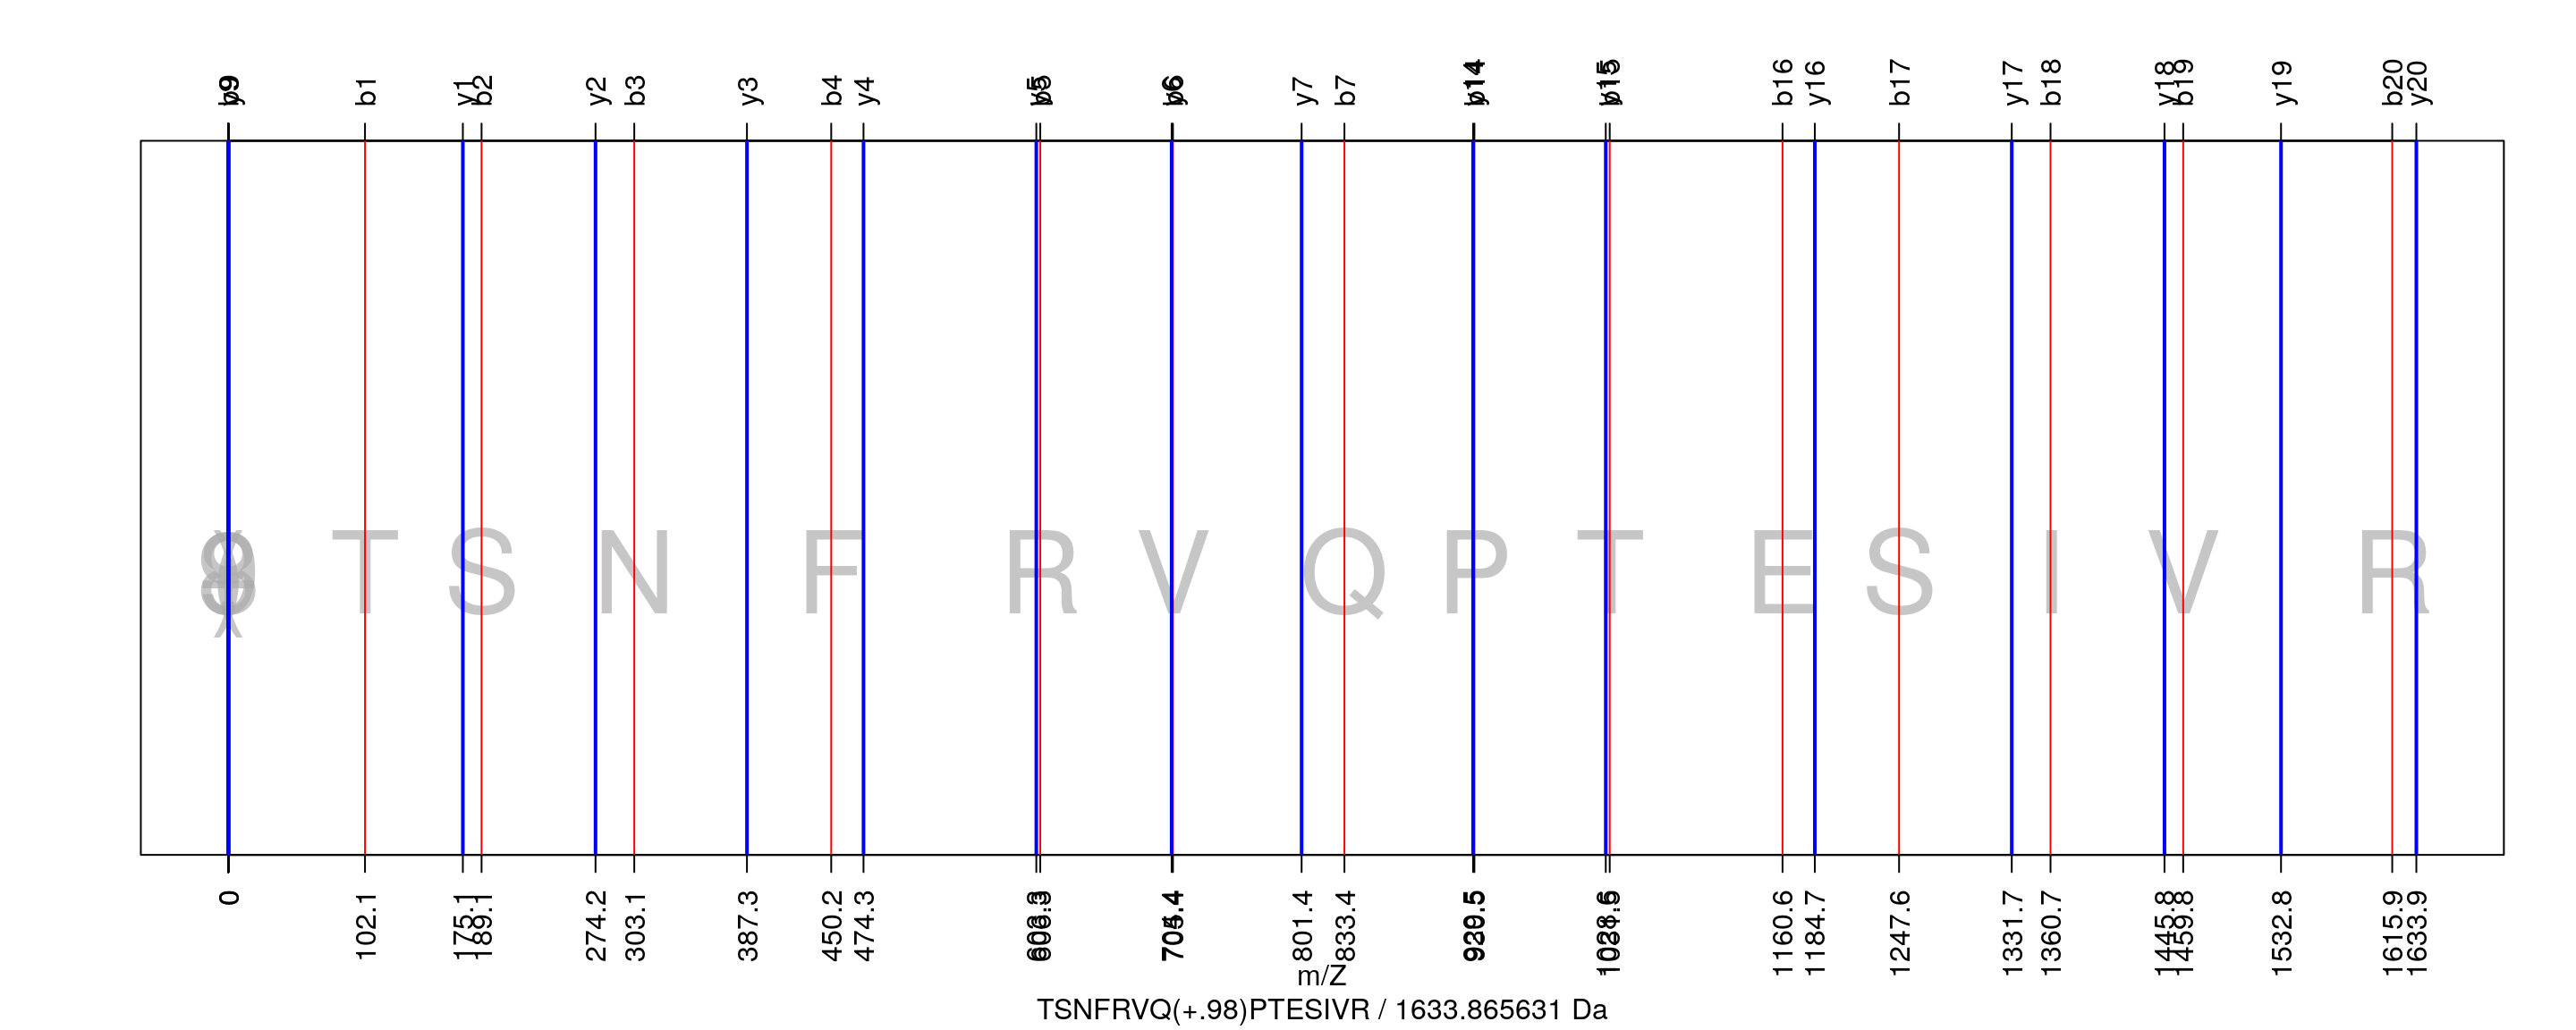 b1 b2 y2 b3 y3 b4 y4 y7 b7 b16 y16 b17 y17 b18 y18 b19 y19 b20 y20
T S N F R V Q P T E S I V R
0 102.1 175.1 189.1 274.2 303.1 387.3 450.2 474.3 801.4 833.4 1160.6 1184.7 1247.6 1331.7 1360.7 1445.8 1459.8 1532.8 1615.9 1633.9
m/Z
TSNFRVQ(+.98)PTESIVR / 1633.865631 Da